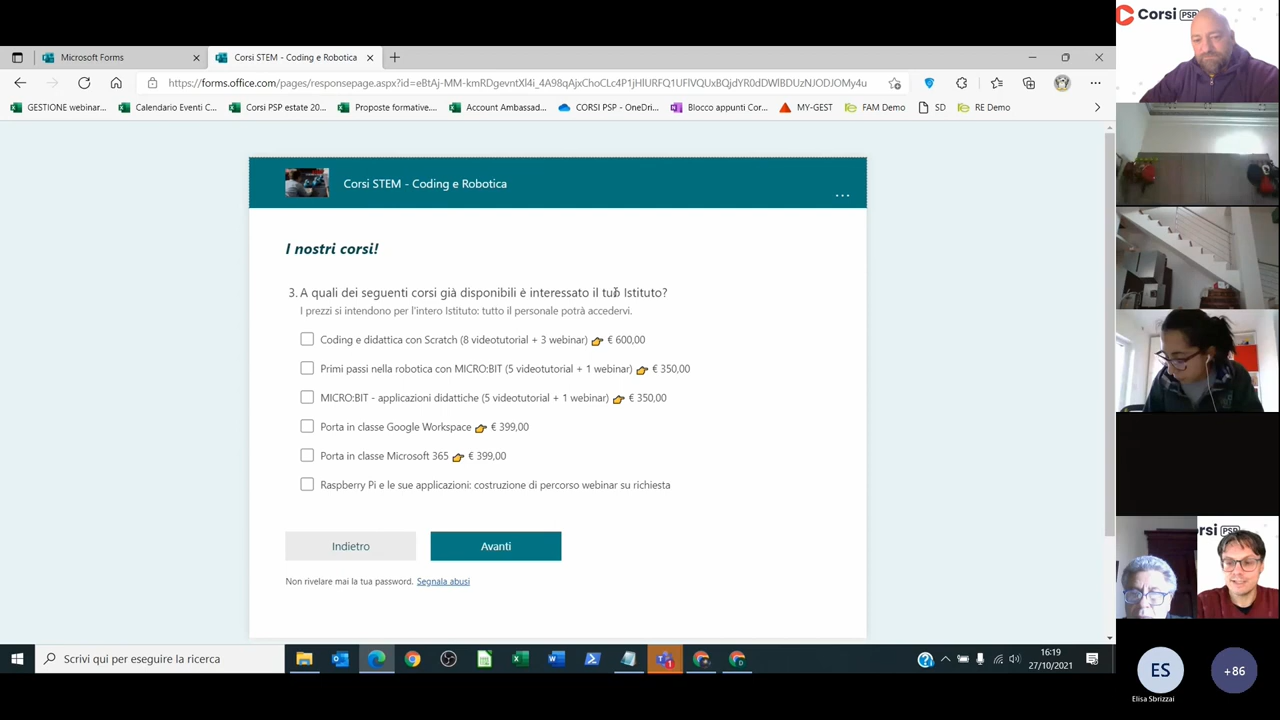 Microsoft Forms
Corsi STEM - Coding e Robotica
https://forms.office.com/pages/responsepage.aspx?id=
GESTIONE webinar...
Calendario Eventi C...
Corsi PSP estate 20...
Proposte formative...
Account Ambassad...
CORSI PSP - OneDri...
Blocco appunti Cor...
MY-GEST
FAM Demo
SD
RE Demo
Corsi PSP
Corsi STEM - Coding e Robotica
...
I nostri corsi!
3. A quali dei seguenti corsi già disponibili è interessato il tuo Istituto?
I prezzi si intendono per l'intero Istituto: tutto il personale potrà accedervi.
Coding e didattica con Scratch (8 videotutorial + 3 webinar) 👉 € 600,00
Primi passi nella robotica con MICRO:BIT (5 videotutorial + 1 webinar) 👉 € 350,00
MICRO:BIT - applicazioni didattiche (5 videotutorial + 1 webinar) 👉 € 350,00
Porta in classe Google Workspace 👉 € 399,00
Porta in classe Microsoft 365 👉 € 399,00
Raspberry Pi e le sue applicazioni: costruzione di percorso webinar su richiesta
Indietro
Avanti
Non rivelare mai la tua password. Segnala abusi
rsi PSP
Scrivi qui per eseguire la ricerca
16:19
27/10/2021
ES
Elisa Sbrizzai
+86